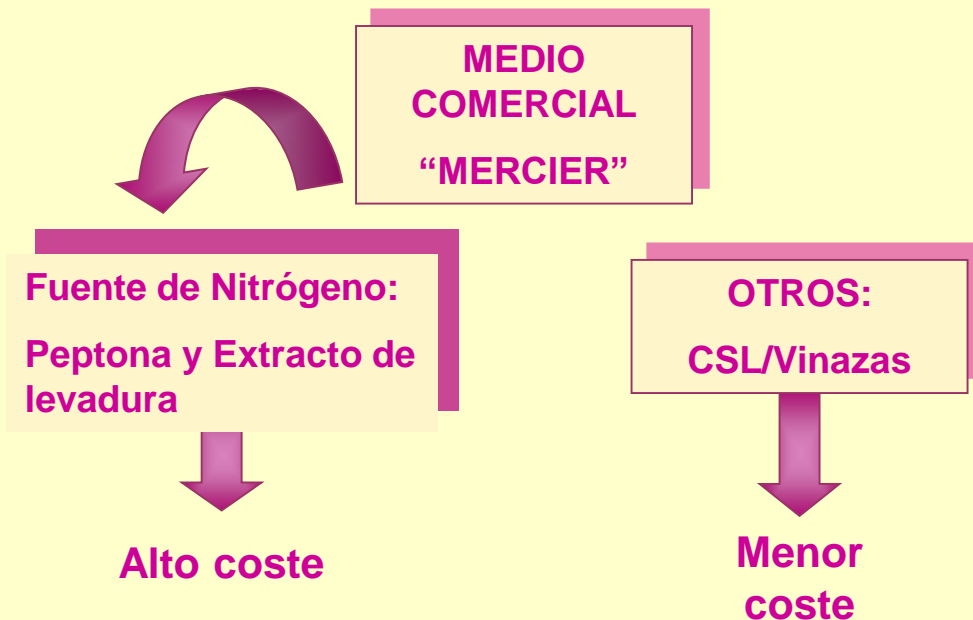 MEDIO
COMERCIAL
“MERCIER”
Fuente de Nitrógeno:
Peptona y Extracto de
levadura
OTROS:
CSL/Vinazas
Alto coste
Menor
coste